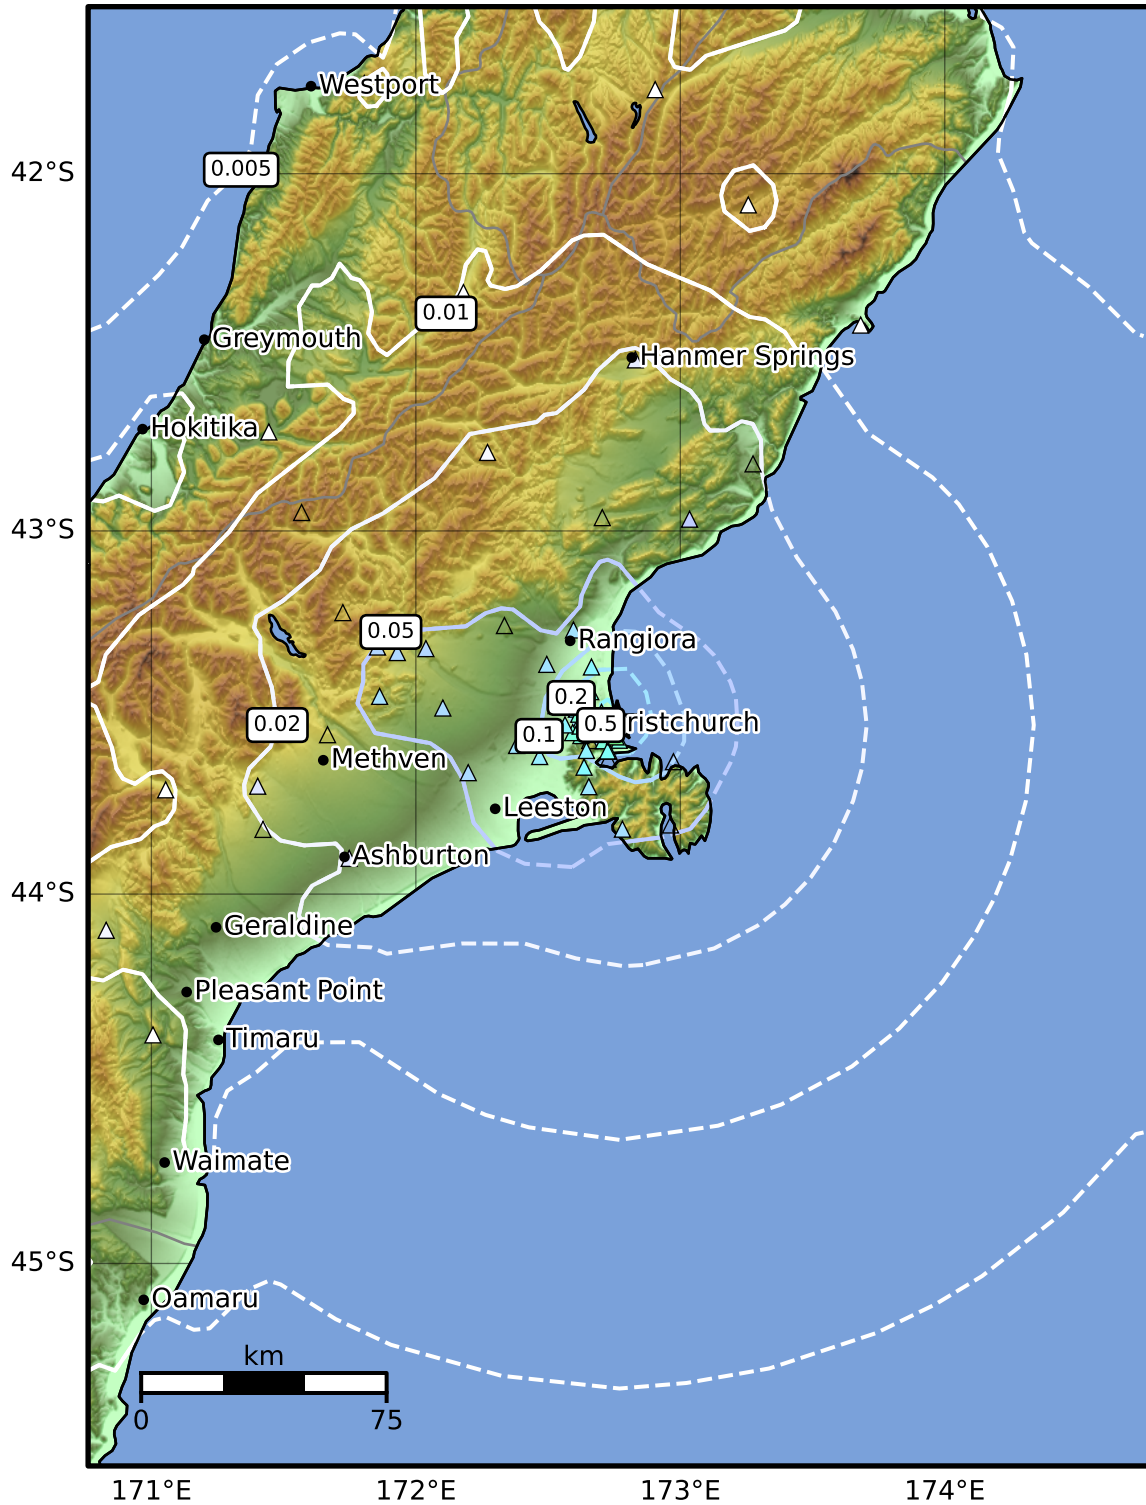 Westport
0.005
42°S
0.01
Greymouth
Hanmer Springs
Hokitika
43°S
0.05
Rangiora
0.2
0.02
0.1
0.5
ristchurch
Methven
Leeston
Ashburton
44°S
Geraldine
Pleasant Point
Timaru
Waimate
45°S
Oamaru
km
0
75
171°E
172°E
173°E
174°E